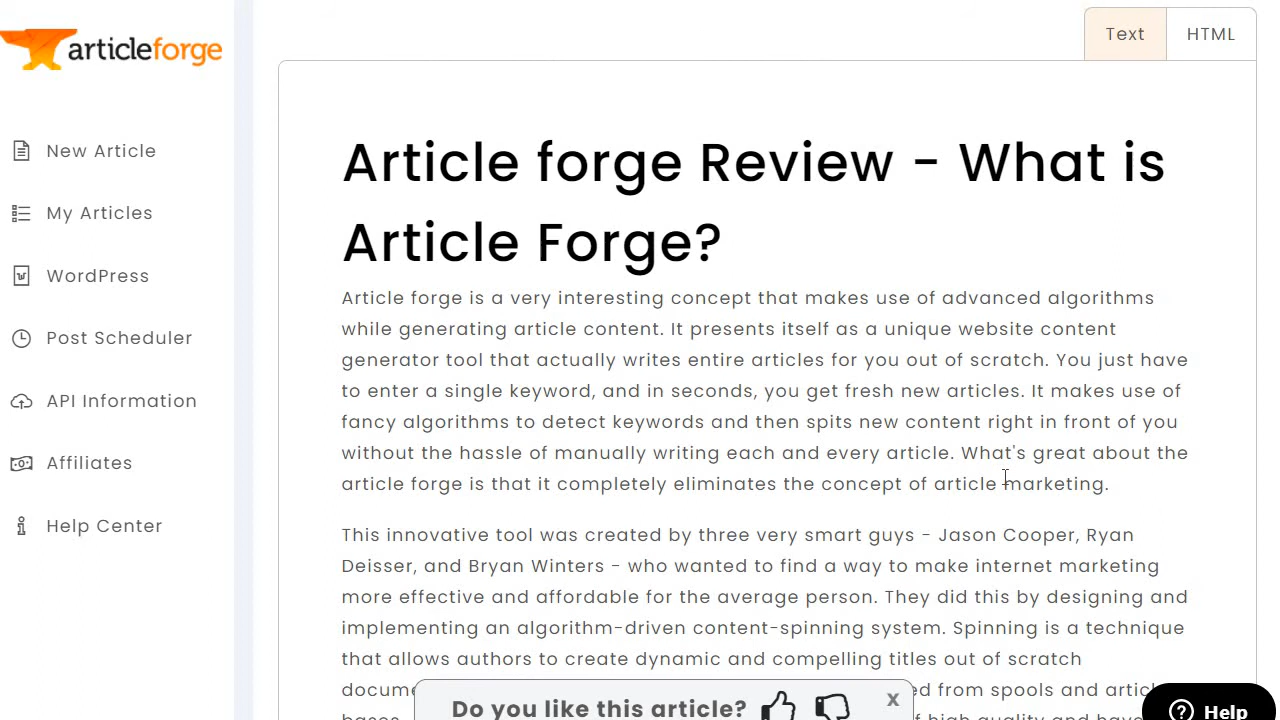 articleforge
Text
HTML
New Article
My Articles
WordPress
Post Scheduler
API Information
Affiliates
Help Center
Article forge Review - What is
Article Forge?
Article forge is a very interesting concept that makes use of advanced algorithms
while generating article content. It presents itself as a unique website content
generator tool that actually writes entire articles for you out of scratch. You just have
to enter a single keyword, and in seconds, you get fresh new articles. It makes use of
fancy algorithms to detect keywords and then spits new content right in front of you
without the hassle of manually writing each and every article. What's great about the
article forge is that it completely eliminates the concept of article marketing.
This innovative tool was created by three very smart guys - Jason Cooper, Ryan
Deisser, and Bryan Winters - who wanted to find a way to make internet marketing
more effective and affordable for the average person. They did this by designing and
implementing an algorithm-driven content-spinning system. Spinning is a technique
that allows authors to create dynamic and compelling titles out of scratch
from spools and
of high quality and
Do you like this article?
x
Help